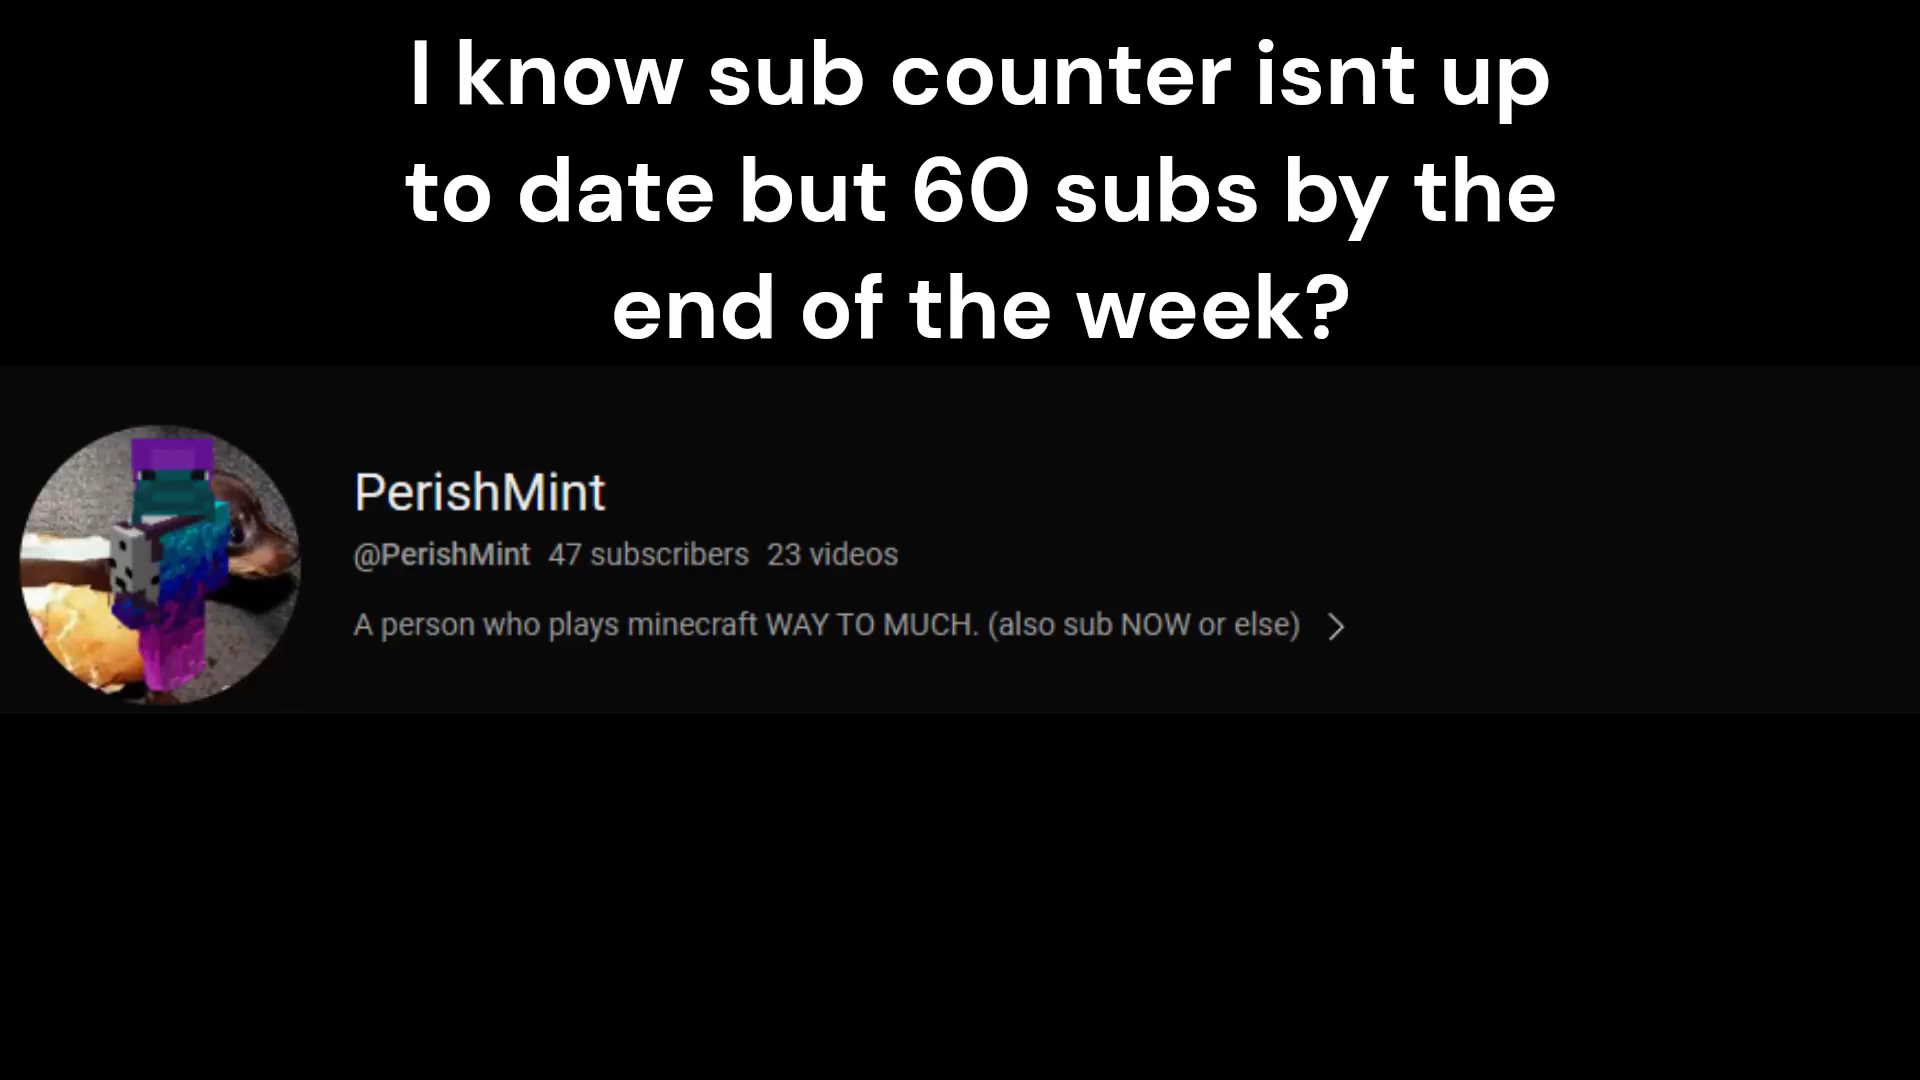 I know sub counter isnt up
to date but 60 subs by the
end of the week?
PerishMint
@PerishMint 47 subscribers 23 videos
A person who plays minecraft WAY TO MUCH. (also sub NOW or else)